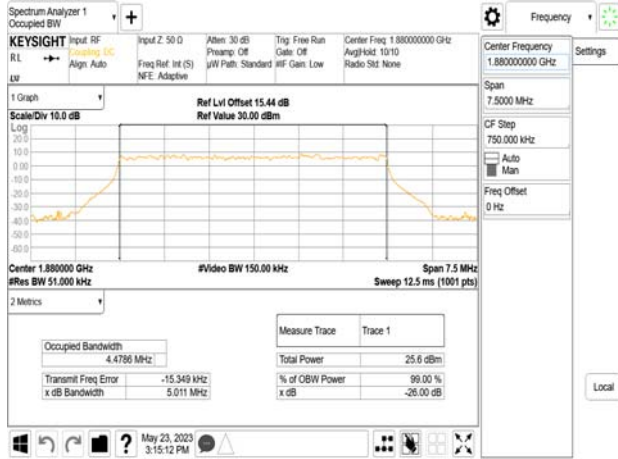 Spectrum Analyzer 1
Occupied BW
+
Frequency
KEYSIGHT
RL
Input: RF
Coupling: DC
Align: Auto
Input Z: 50 Ω
Freq Ref: Int (S)
NFE: Adaptive
Atten: 30 dB
Preamp: Off
µW Path: Standard
Trig: Free Run
Gate: Off
#IF Gain: Low
Center Freq: 1.880000000 GHz
Avg|Hold: 10/10
Radio Std: None
Center Frequency
1.880000000 GHz
Settings
Span
7.5000 MHz
CF Step
750.000 kHz
Auto
Man
Freq Offset
0 Hz
Local
1 Graph
Scale/Div 10.0 dB
Ref Lvl Offset 15.44 dB
Ref Value 30.00 dBm
Log
20.0
10.0
0.00
-10.0
-20.0
-30.0
-40.0
-50.0
-60.0
Center 1.880000 GHz
#Video BW 150.00 kHz
Span 7.5 MHz
#Res BW 51.000 kHz
Sweep 12.5 ms (1001 pts)
2 Metrics
Measure Trace Trace 1
Occupied Bandwidth
4.4786 MHz
Total Power 25.6 dBm
Transmit Freq Error -15.349 kHz
% of OBW Power 99.00 %
x dB Bandwidth 5.011 MHz
x dB -26.00 dB
?
May 23, 2023
3:15:12 PM